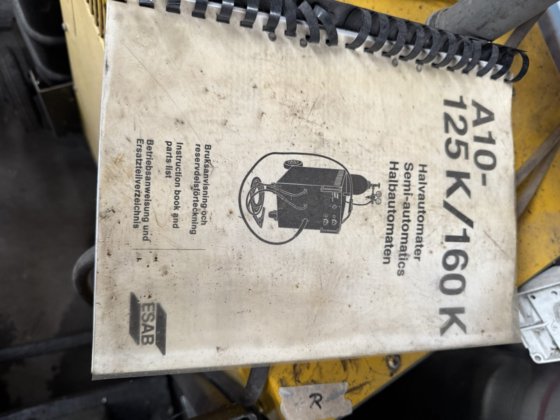 A10-
125 K/160 K
Halvautomater
Semi-automatics
Halbautomaten
Bruksanvisning och
reservdelsförteckning
Instruction book and
parts list
Betriebsanweisung und
Ersatzteilverzeichnis
ESAB
R